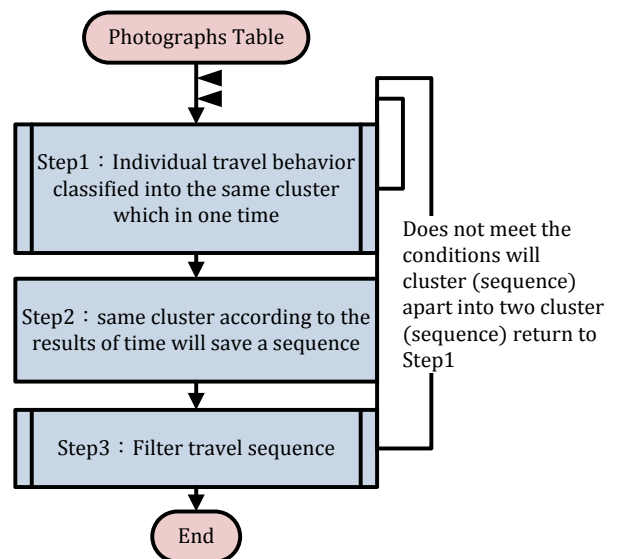 Photographs Table
Step1：Individual travel behavior
classified into the same cluster
which in one time
Does not meet the
conditions will
cluster (sequence)
apart into two cluster
(sequence) return to
Step1
Step2：same cluster according to the
results of time will save a sequence
Step3：Filter travel sequence
End